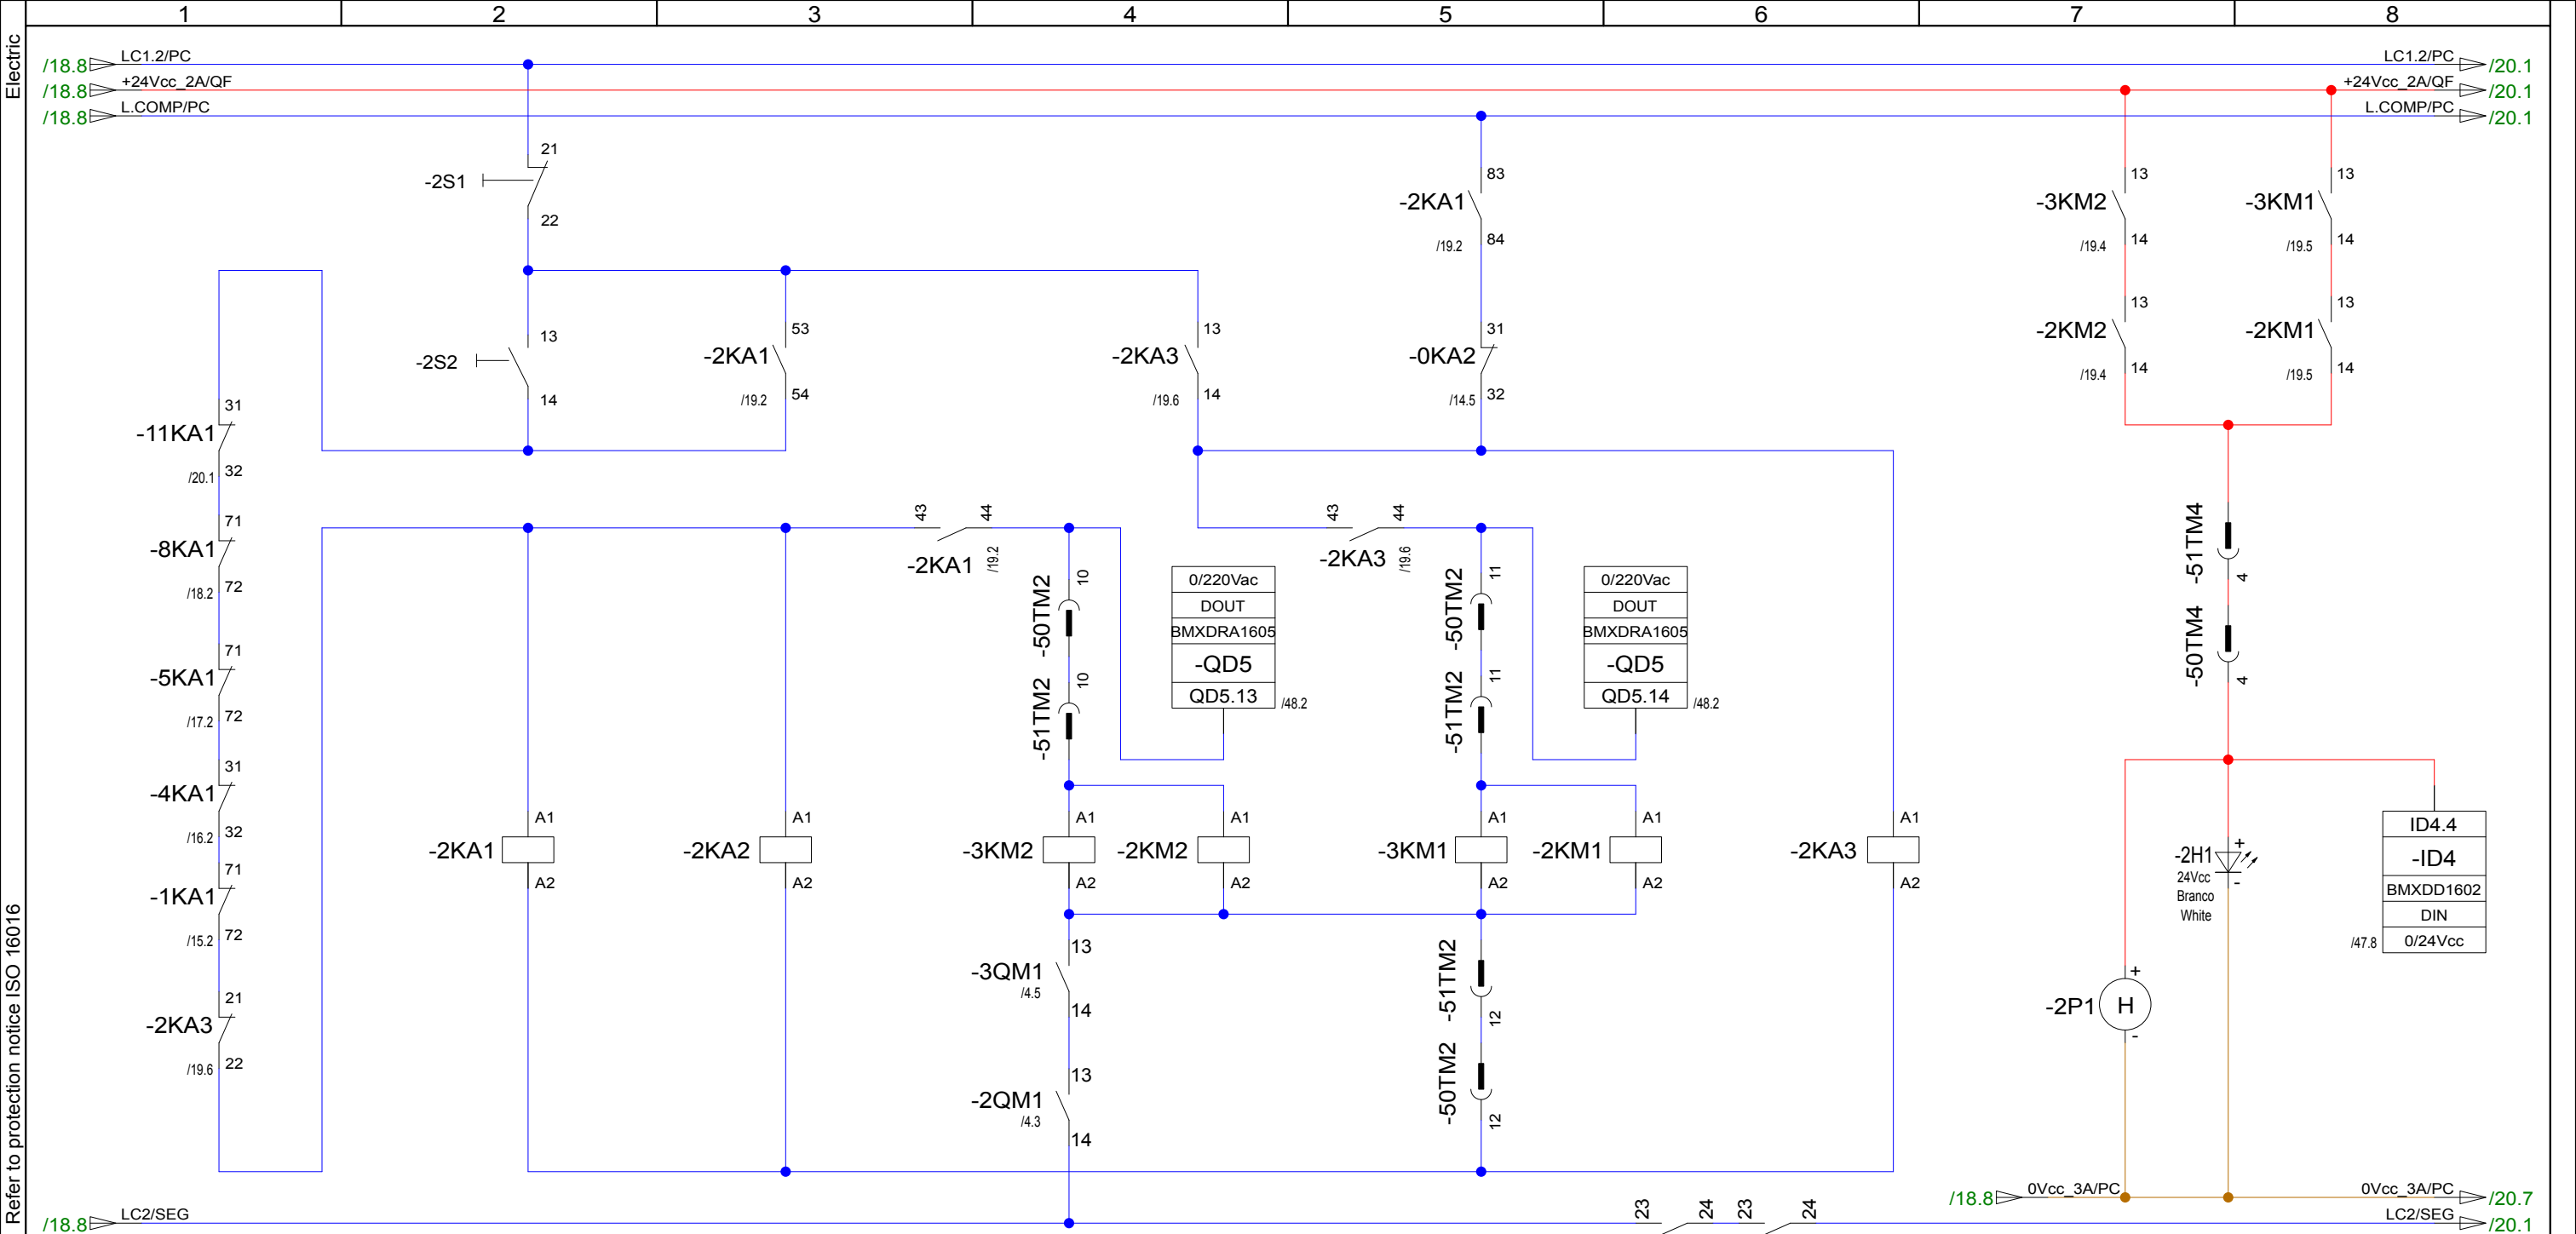 1 2 3 4 5 6 7 8
Electric
/18.8 LC1.2/PC LC1.2/PC /20.1
/18.8 +24Vcc_2A/QF +24Vcc_2A/QF /20.1
/18.8 L.COMP/PC L.COMP/PC /20.1
21
-2S1
22
83
-2KA1
/19.2 84
13
-3KM2
/19.4 14
13
-3KM1
/19.5 14
13
-2S2
14
53
-2KA1
/19.2 54
13
-2KA3
/19.6 14
31
-0KA2
/14.5 32
13
-2KM2
/19.4 14
13
-2KM1
/19.5 14
31
-11KA1
/20.1 32
71
-8KA1
/18.2 72
71
-5KA1
/17.2 72
31
-4KA1
/16.2 32
71
-1KA1
/15.2 72
21
-2KA3
/19.6 22
43 44
-2KA1 /19.2
43 44
-2KA3 /19.6
-50TM2 10
-51TM2 10
0/220Vac
DOUT
BMXDRA1605
-QD5
QD5.13 /48.2
-50TM2 11
-51TM2 11
0/220Vac
DOUT
BMXDRA1605
-QD5
QD5.14 /48.2
-51TM4 4
-50TM4 4
A1
-2KA1
A2
A1
-2KA2
A2
A1
-3KM2
A2
A1
-2KM2
A2
A1
-3KM1
A2
A1
-2KM1
A2
A1
-2KA3
A2
+
-2H1
-
24Vcc
Branco
White
ID4.4
-ID4
BMXDD1602
DIN
/47.8 0/24Vcc
13
-3QM1
/4.5
14
13
-2QM1
/4.3
14
-51TM2 12
-50TM2 12
+
-2P1 H
-
/18.8 0Vcc_3A/PC 0Vcc_3A/PC /20.7
/18.8 LC2/SEG 23 24 23 24 LC2/SEG /20.1
Refer to protection notice ISO 16016